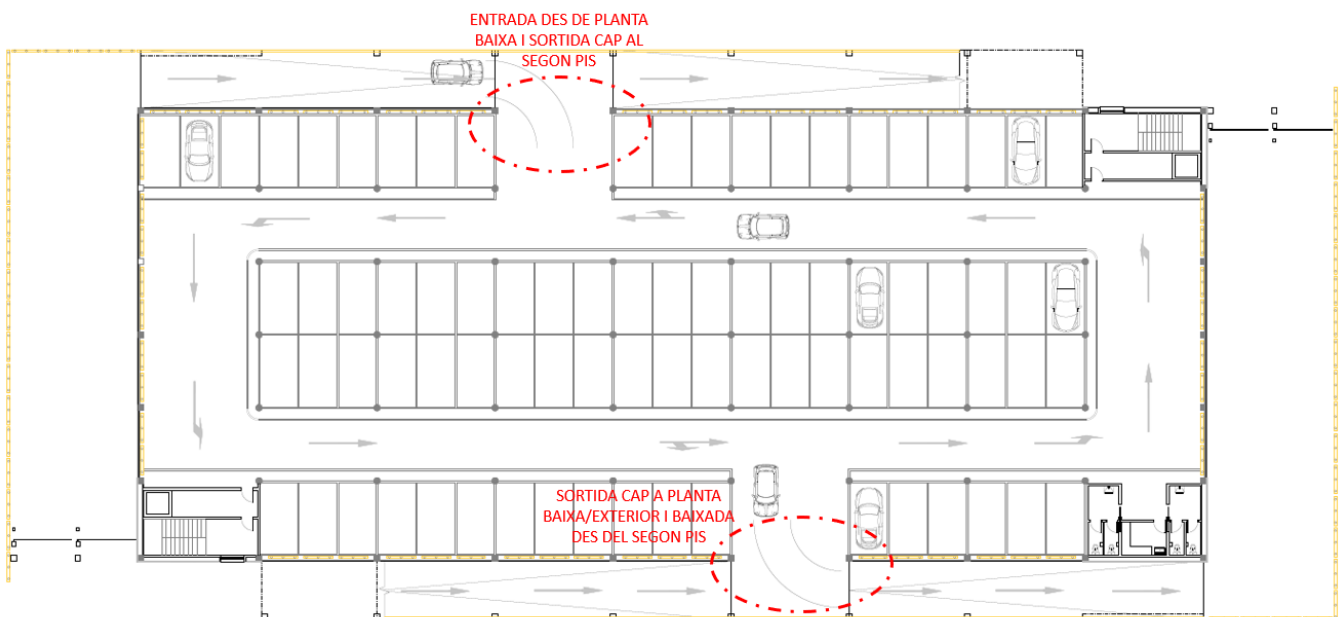 ENTRADA DES DE PLANTA
BAIXA I SORTIDA CAP AL
SEGON PIS
SORTIDA CAP A PLANTA
BAIXA/EXTERIOR I BAIXADA
DES DEL SEGON PIS